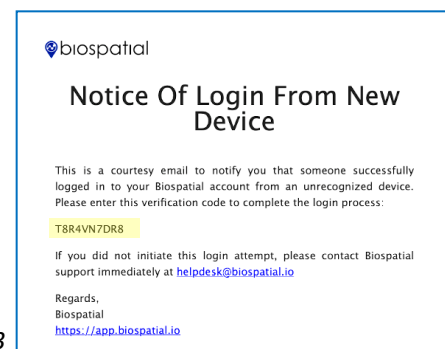 biospatial
Notice Of Login From New
Device
This is a courtesy email to notify you that someone successfully
logged in to your Biospatial account from an unrecognized device.
Please enter this verification code to complete the login process:
T8R4VN7DR8
If you did not initiate this login attempt, please contact Biospatial
support immediately at helpdesk@biospatial.io
Regards,
Biospatial
https://app.biospatial.io